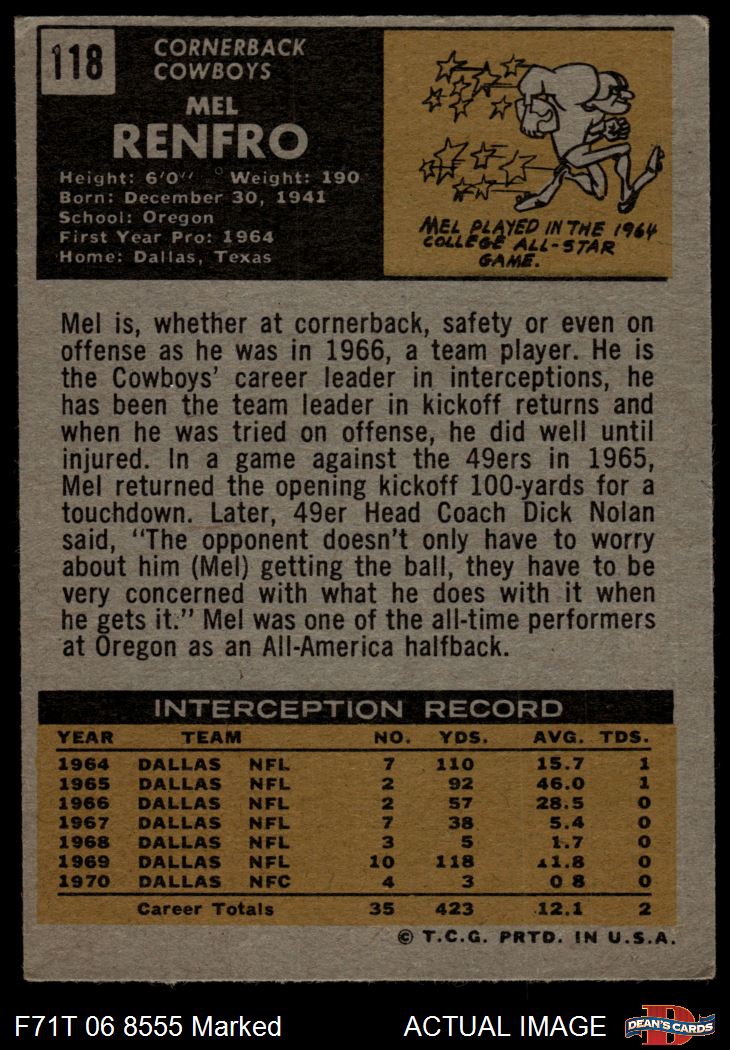 118
CORNERBACK
COWBOYS
MEL
RENFRO
Height: 6'0" Weight: 190
Born: December 30, 1941
School: Oregon
First Year Pro: 1964
Home: Dallas, Texas
MEL PLAYED IN THE 1964
COLLEGE ALL-STAR
GAME.
Mel is, whether at cornerback, safety or even on
offense as he was in 1966, a team player. He is
the Cowboys' career leader in interceptions, he
has been the team leader in kickoff returns and
when he was tried on offense, he did well until
injured. In a game against the 49ers in 1965,
Mel returned the opening kickoff 100-yards for a
touchdown. Later, 49er Head Coach Dick Nolan
said, "The opponent doesn't only have to worry
about him (Mel) getting the ball, they have to be
very concerned with what he does with it when
he gets it." Mel was one of the all-time performers
at Oregon as an All-America halfback.
INTERCEPTION RECORD
YEAR TEAM NO. YDS. AVG. TDS.
1964 DALLAS NFL 7 110 15.7 1
1965 DALLAS NFL 2 92 46.0 1
1966 DALLAS NFL 2 57 28.5 0
1967 DALLAS NFL 7 38 5.4 0
1968 DALLAS NFL 3 5 1.7 0
1969 DALLAS NFL 10 118 11.8 0
1970 DALLAS NFC 4 3 0 8 0
Career Totals 35 423 12.1 2
© T.C.G. PRTD. IN U.S.A.
F71T 06 8555 Marked
ACTUAL IMAGE
D
DEAN'S CARDS